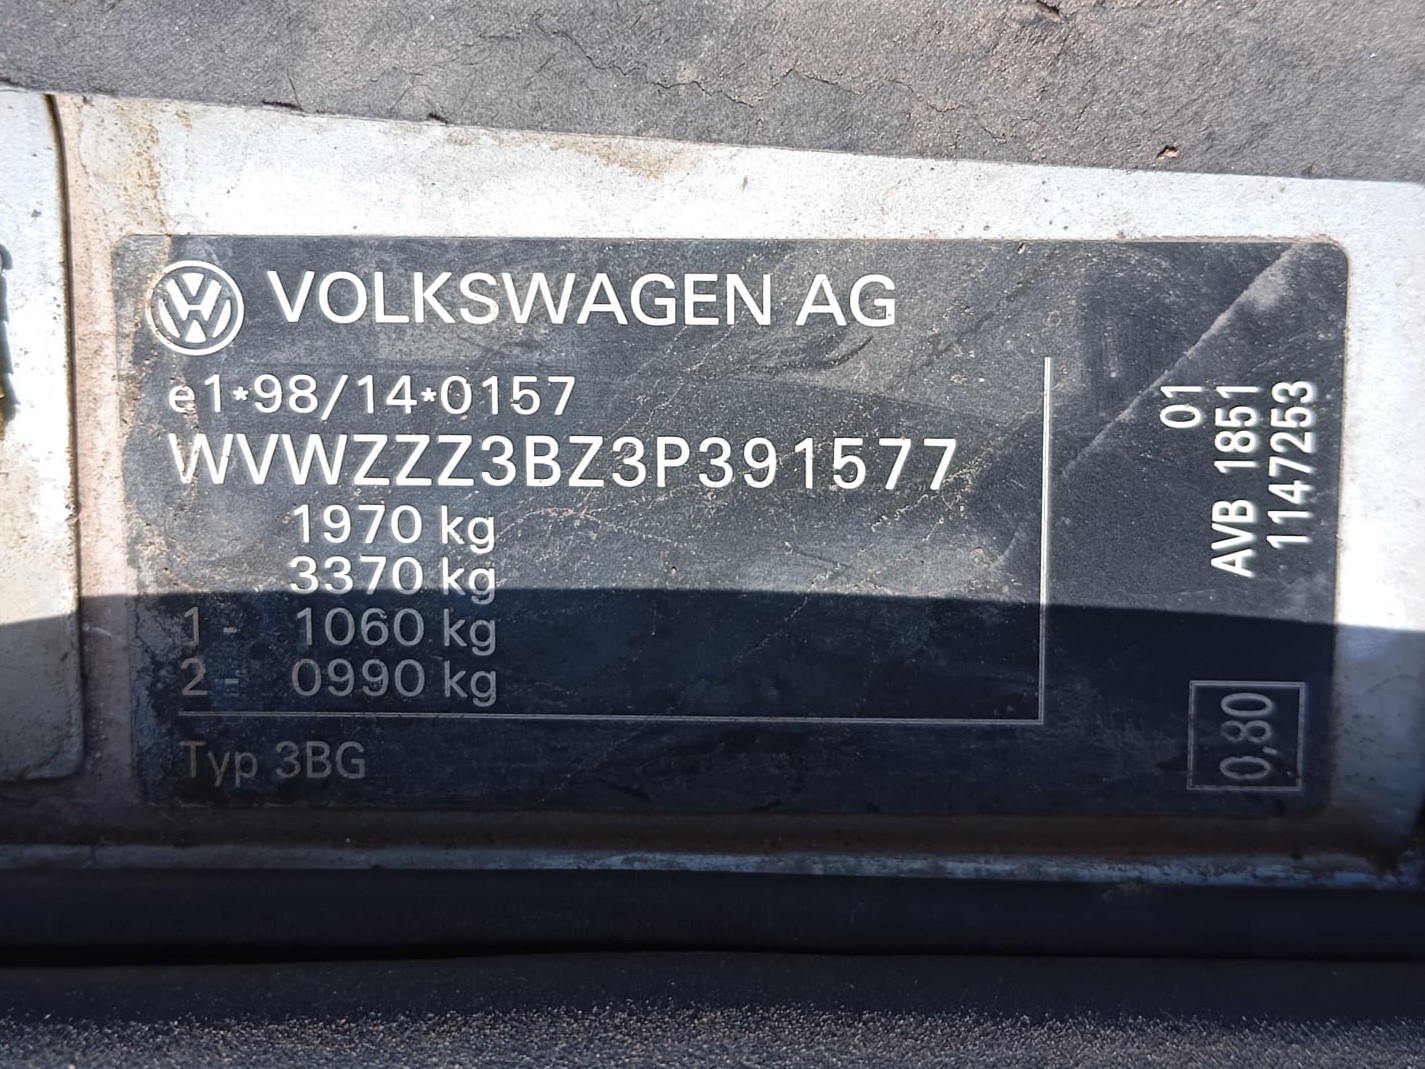 VOLKSWAGEN AG
e1*98/14*0157
WVWZZZ3BZ3P391577
1970 kg
3370 kg
1- 1060 kg
2- 0990 kg
Typ 3BG
01
AVB 1851
1147253
0,80